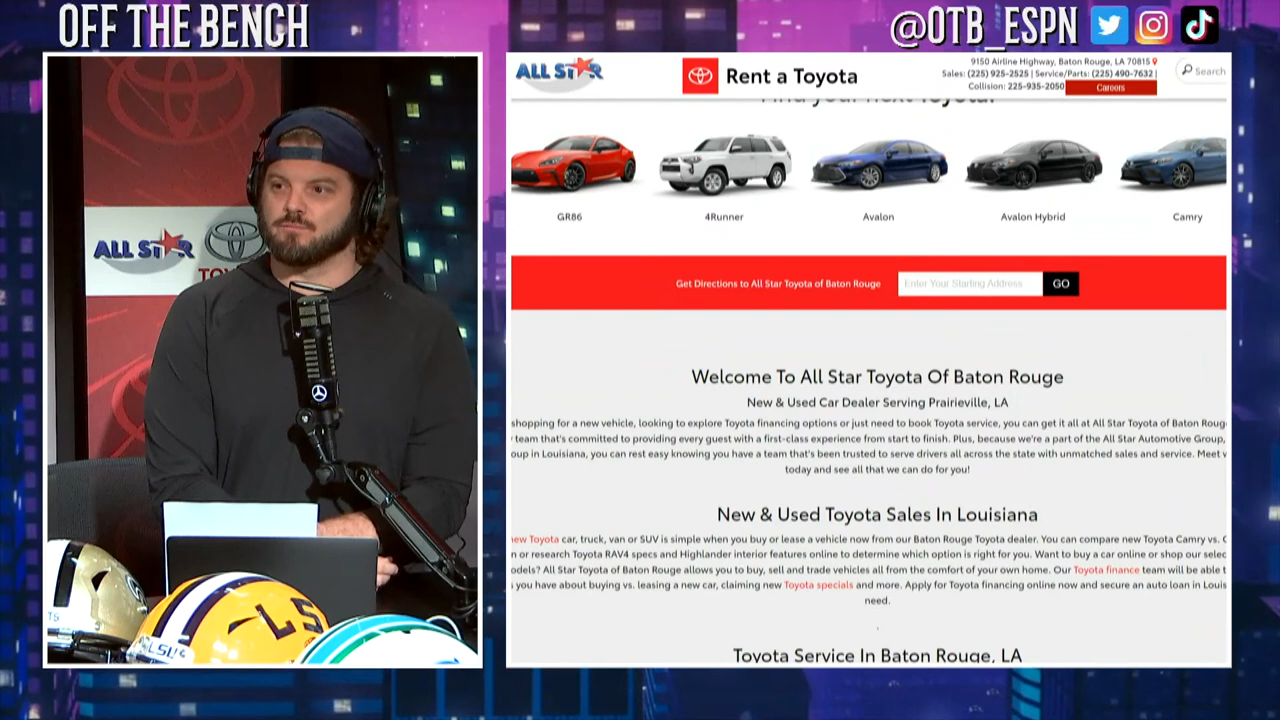 OFF THE BENCH
@OTB_ESPN
ALL STAR
Rent a Toyota
9150 Airline Highway, Baton Rouge, LA 70815
Sales: (225) 925-2525 | Service/Parts: (225) 490-7632 |
Collision: 225-935-2050
Careers
Search
Find your next Toyota.
GR86
4Runner
Avalon
Avalon Hybrid
Camry
Get Directions to All Star Toyota of Baton Rouge
Enter Your Starting Address
GO
Welcome To All Star Toyota Of Baton Rouge
New & Used Car Dealer Serving Prairieville, LA
shopping for a new vehicle, looking to explore Toyota financing options or just need to book Toyota service, you can get it all at All Star Toyota of Baton Roug
team that's committed to providing every guest with a first-class experience from start to finish. Plus, because we're a part of the All Star Automotive Group,
oup in Louisiana, you can rest easy knowing you have a team that's been trusted to serve drivers all across the state with unmatched sales and service. Meet
today and see all that we can do for you!
New & Used Toyota Sales In Louisiana
new Toyota car, truck, van or SUV is simple when you buy or lease a vehicle now from our Baton Rouge Toyota dealer. You can compare new Toyota Camry vs. C
n or research Toyota RAV4 specs and Highlander interior features online to determine which option is right for you. Want to buy a car online or shop our selec
odels? All Star Toyota of Baton Rouge allows you to buy, sell and trade vehicles all from the comfort of your own home. Our Toyota finance team will be able t
s you have about buying vs. leasing a new car, claiming new Toyota specials and more. Apply for Toyota financing online now and secure an auto loan in Louis
need.
Toyota Service In Baton Rouge, LA
ALL STAR
TOY
LS
LSU